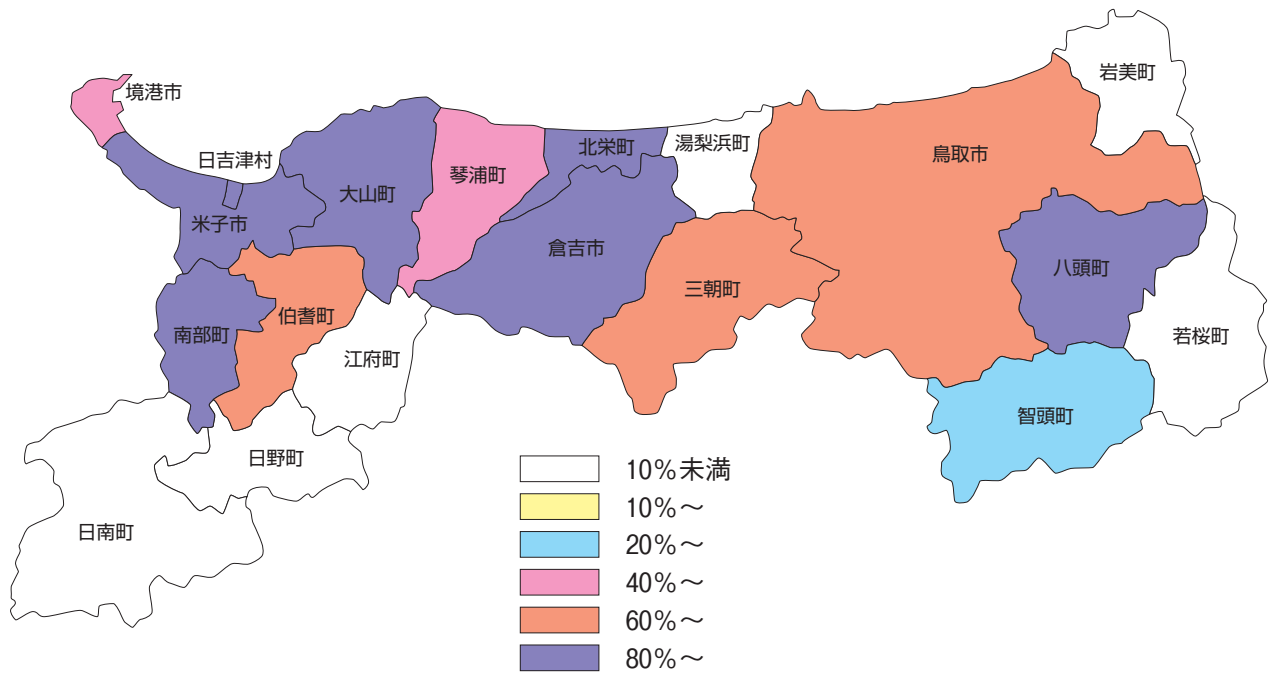 岩美町
境港市
湯梨浜町
北栄町
鳥取市
日吉津村
琴浦町
大山町
米子市
倉吉市
八頭町
三朝町
伯耆町
南部町
若桜町
江府町
智頭町
日野町
日南町
10%未満
10%～
20%～
40%～
60%～
80%～